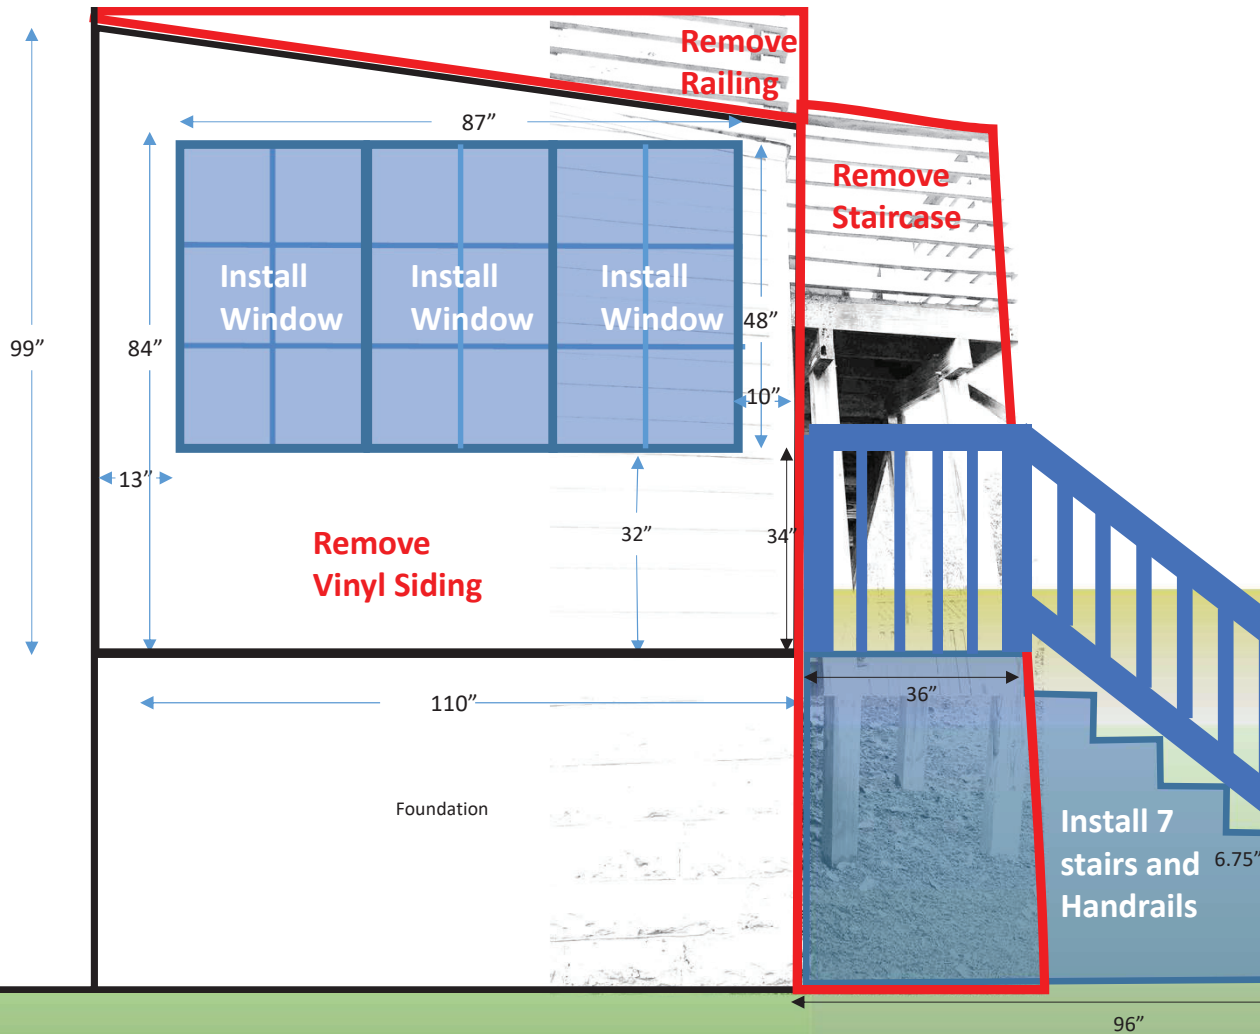 Remove
Railing
87”
Remove
Staircase
Install
Window
Install
Window
Install
Window
48”
99”
84”
10”
13”
32”
34”
Remove
Vinyl Siding
36”
110”
Foundation
Install 7
stairs and
Handrails
6.75”
96”